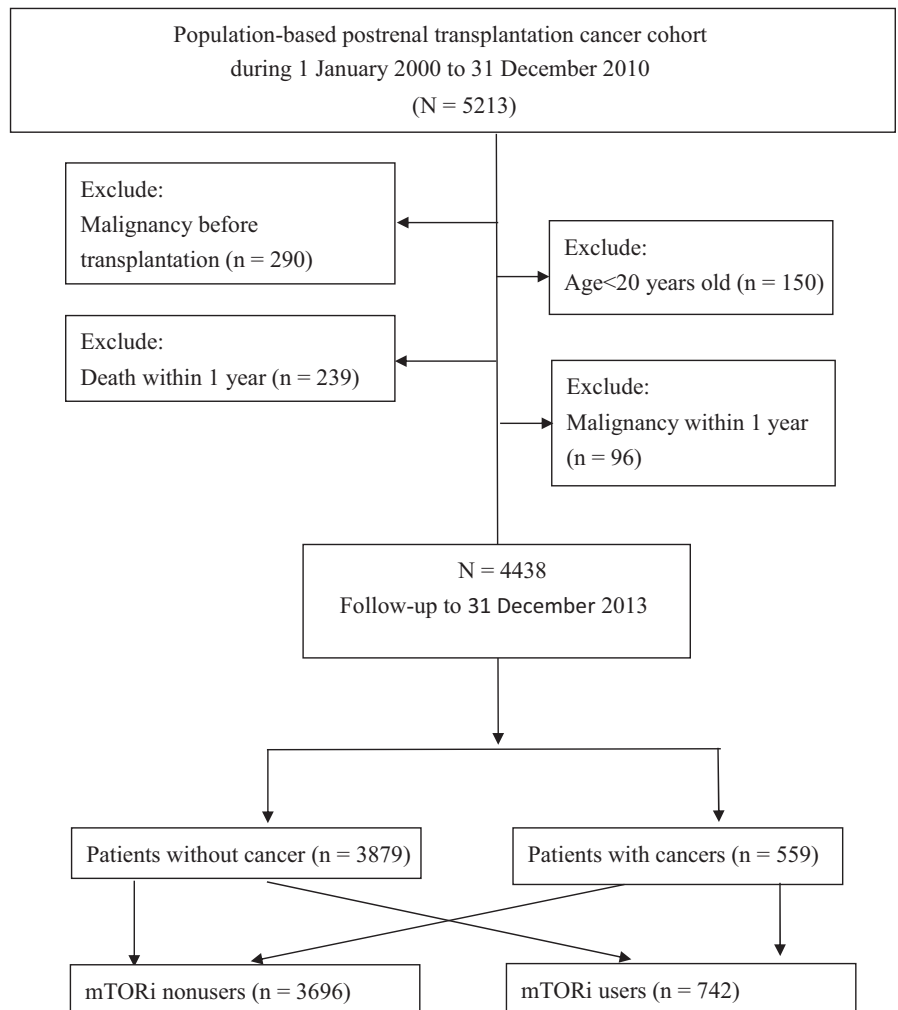 Population-based postrenal transplantation cancer cohort
during 1 January 2000 to 31 December 2010
(N = 5213)
Exclude:
Malignancy before
transplantation (n = 290)
Exclude:
Age<20 years old (n = 150)
Exclude:
Death within 1 year (n = 239)
Exclude:
Malignancy within 1 year
(n = 96)
N = 4438
Follow-up to 31 December 2013
Patients without cancer (n = 3879)
Patients with cancers (n = 559)
mTORi nonusers (n = 3696)
mTORi users (n = 742)